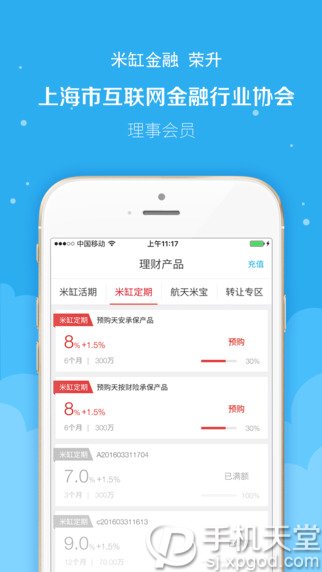 米缸金融 荣升
上海市互联网金融行业协会
理事会员
中国移动 上午11:17
理财产品 充值
米缸活期 米缸定期 航天米宝 转让专区
米缸定期 预购天安承保产品
8% +1.5% 预购
6个月 | 300万 30%
米缸定期 预购天按财险承保产品
8% +1.5% 预购
6个月 | 300万 30%
米缸定期 A201603311704
7.0% +1.5% 已满额
3个月 | 300万 100%
米缸定期 c201603311613
9.0% +1.5%
12个月 | 70.00万
手机天堂
sj.xpgod.com